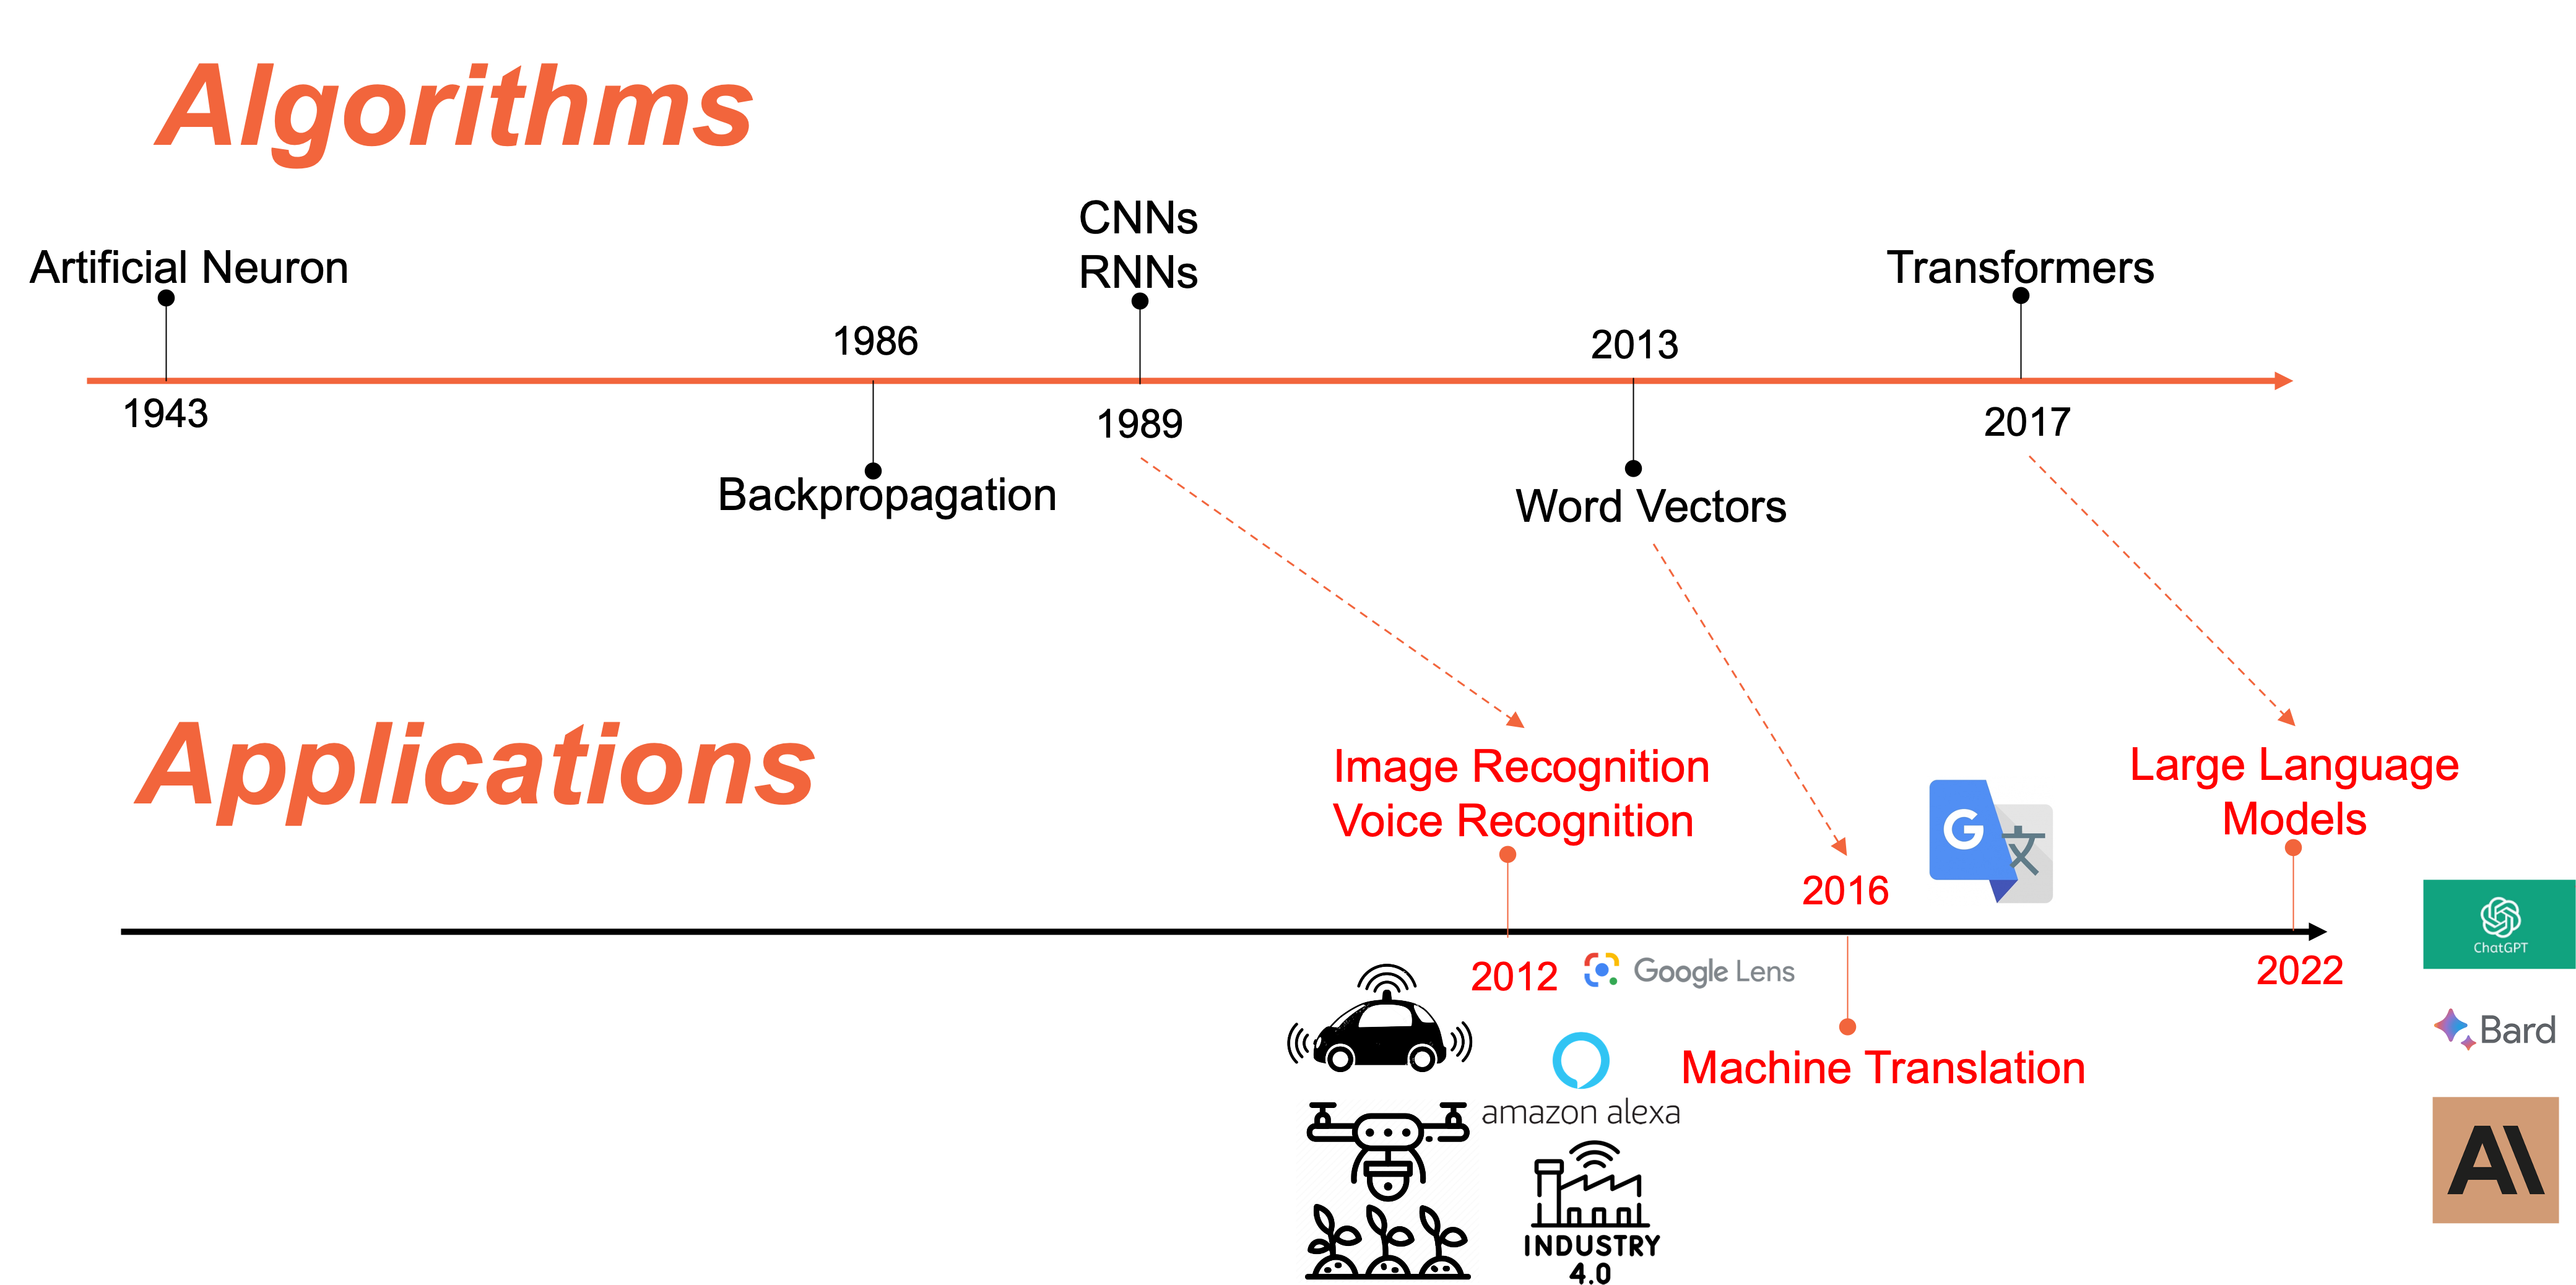 Algorithms
CNNs
RNNs
Artificial Neuron
Transformers
1986
2013
1943
1989
2017
Backpropagation
Word Vectors
Applications
Image Recognition
Voice Recognition
Large Language
Models
G
文
2016
ChatGPT
2012
Google Lens
2022
Bard
Machine Translation
amazon alexa
AI
INDUSTRY
4.0